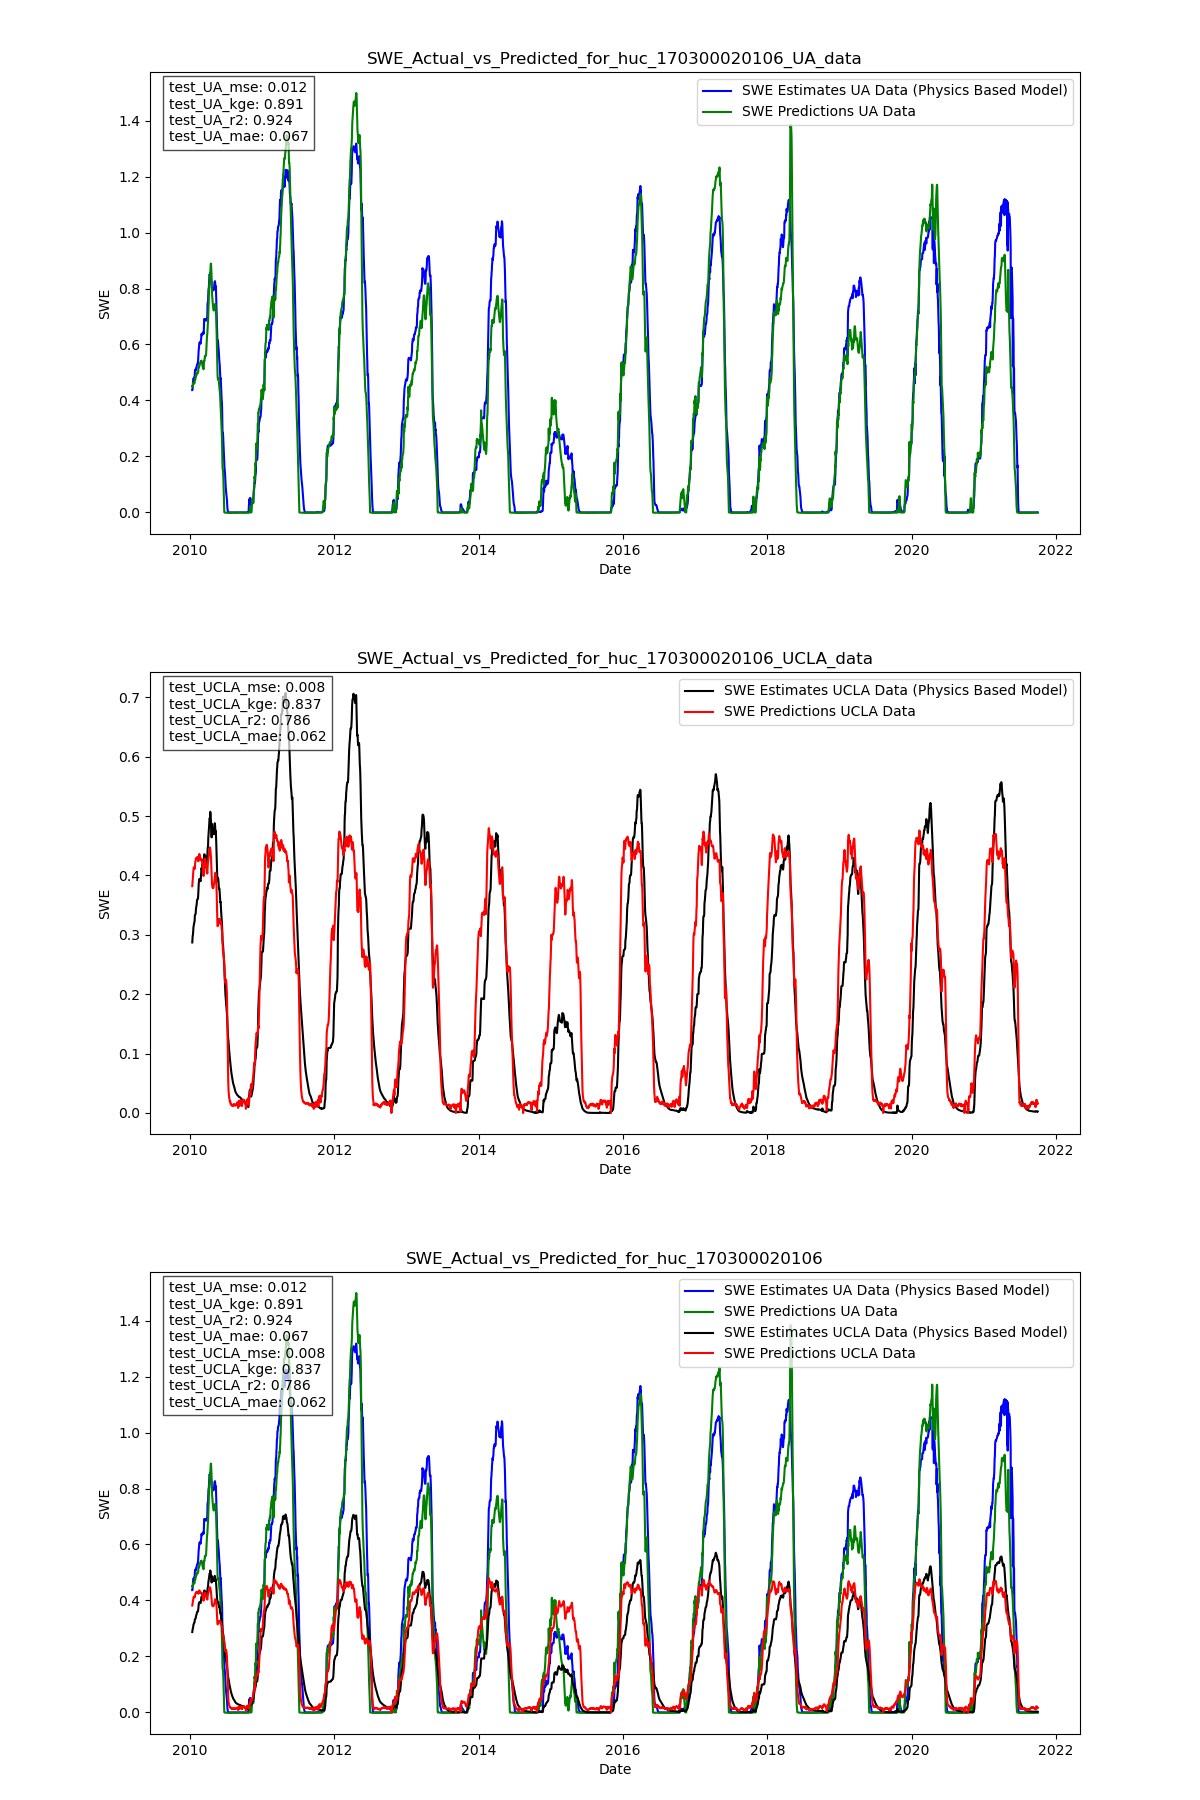 SWE_Actual_vs_Predicted_for_huc_170300020106_UA_data
test_UA_mse: 0.012
test_UA_kge: 0.891
test_UA_r2: 0.924
test_UA_mae: 0.067
SWE Estimates UA Data (Physics Based Model)
SWE Predictions UA Data
1.4
1.2
1.0
0.8
0.6
0.4
0.2
0.0
SWE
2010 2012 2014 2016 2018 2020 2022
Date
SWE_Actual_vs_Predicted_for_huc_170300020106_UCLA_data
test_UCLA_mse: 0.008
test_UCLA_kge: 0.837
test_UCLA_r2: 0.786
test_UCLA_mae: 0.062
SWE Estimates UCLA Data (Physics Based Model)
SWE Predictions UCLA Data
0.7
0.6
0.5
0.4
0.3
0.2
0.1
0.0
SWE
2010 2012 2014 2016 2018 2020 2022
Date
SWE_Actual_vs_Predicted_for_huc_170300020106
test_UA_mse: 0.012
test_UA_kge: 0.891
test_UA_r2: 0.924
test_UA_mae: 0.067
test_UCLA_mse: 0.008
test_UCLA_kge: 0.837
test_UCLA_r2: 0.786
test_UCLA_mae: 0.062
SWE Estimates UA Data (Physics Based Model)
SWE Predictions UA Data
SWE Estimates UCLA Data (Physics Based Model)
SWE Predictions UCLA Data
1.4
1.2
1.0
0.8
0.6
0.4
0.2
0.0
SWE
2010 2012 2014 2016 2018 2020 2022
Date